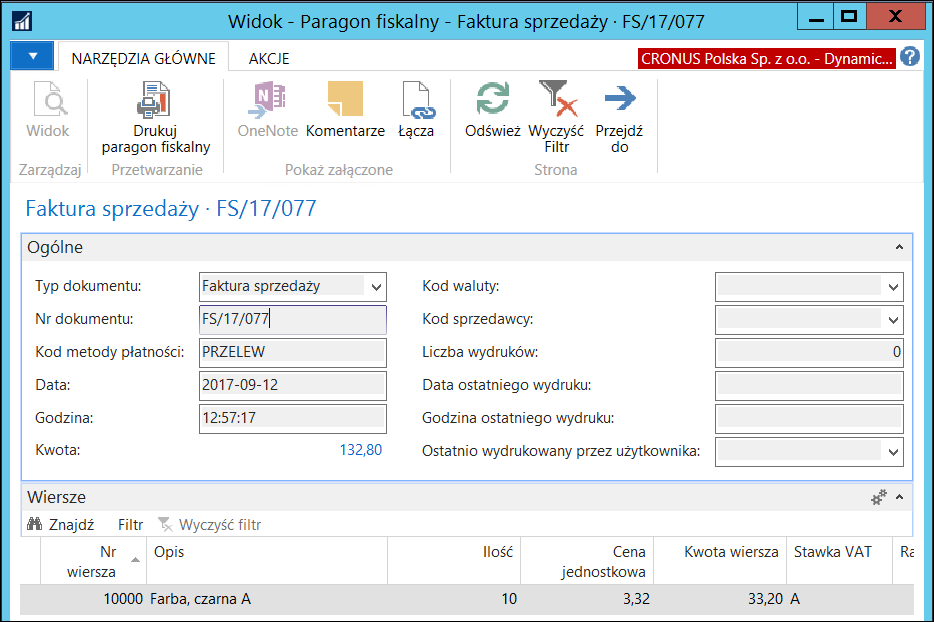 Widok - Paragon fiskalny - Faktura sprzedaży · FS/17/077
NARZĘDZIA GŁÓWNE AKCJE
CRONUS Polska Sp. z o.o. - Dynamic...
Widok
Drukuj paragon fiskalny
OneNote
Komentarze
Łącza
Odśwież
Wyczyść Filtr
Przejdź do
Zarządzaj Przetwarzanie Pokaż załączone Strona
Faktura sprzedaży · FS/17/077
Ogólne
Typ dokumentu: Faktura sprzedaży
Nr dokumentu: FS/17/077
Kod metody płatności: PRZELEW
Data: 2017-09-12
Godzina: 12:57:17
Kwota: 132,80
Kod waluty:
Kod sprzedawcy:
Liczba wydruków: 0
Data ostatniego wydruku:
Godzina ostatniego wydruku:
Ostatnio wydrukowany przez użytkownika:
Wiersze
Znajdź Filtr Wyczyść filtr
Nr wiersza Opis Ilość Cena jednostkowa Kwota wiersza Stawka VAT Ra
10000 Farba, czarna A 10 3,32 33,20 A